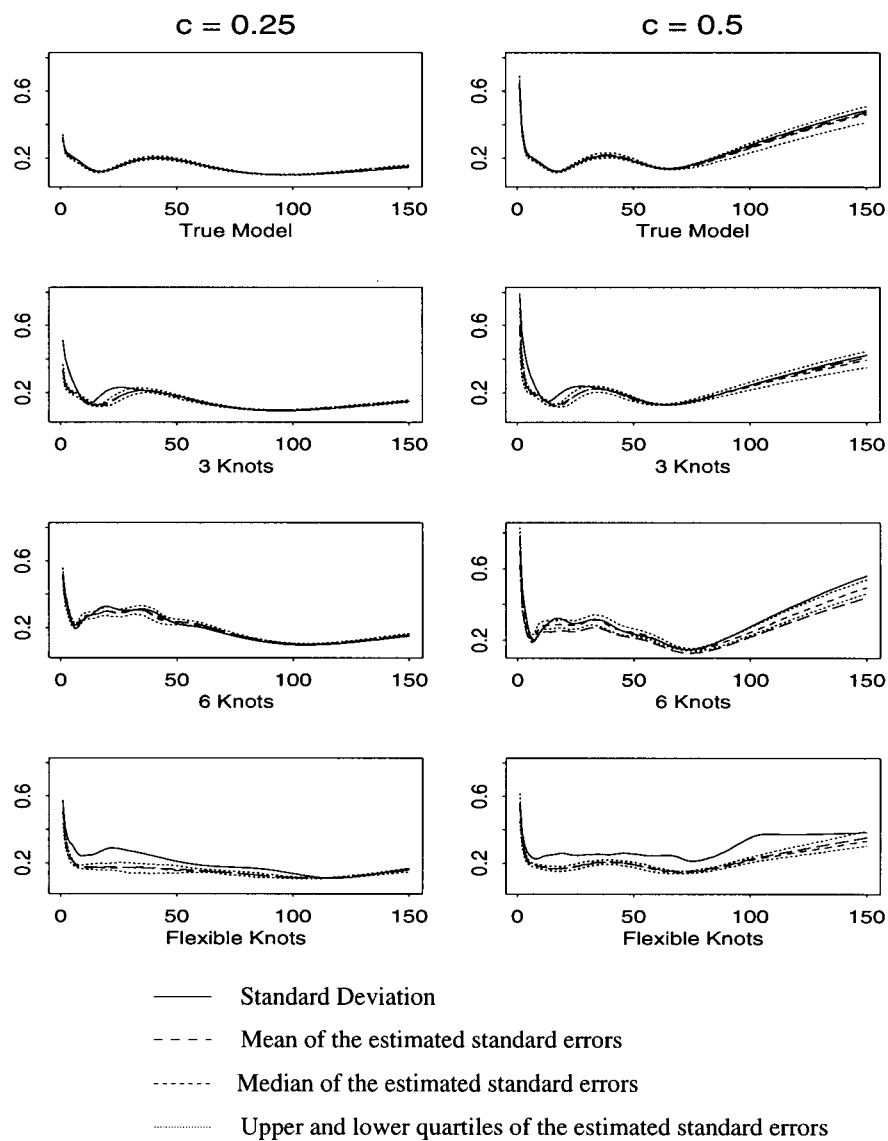 c = 0.25
c = 0.5
0.6
0.2
0 50 100 150
True Model
0.6
0.2
0 50 100 150
True Model
0.6
0.2
0 50 100 150
3 Knots
0.6
0.2
0 50 100 150
3 Knots
0.6
0.2
0 50 100 150
6 Knots
0.6
0.2
0 50 100 150
6 Knots
0.6
0.2
0 50 100 150
Flexible Knots
0.6
0.2
0 50 100 150
Flexible Knots
Standard Deviation
Mean of the estimated standard errors
Median of the estimated standard errors
Upper and lower quartiles of the estimated standard errors